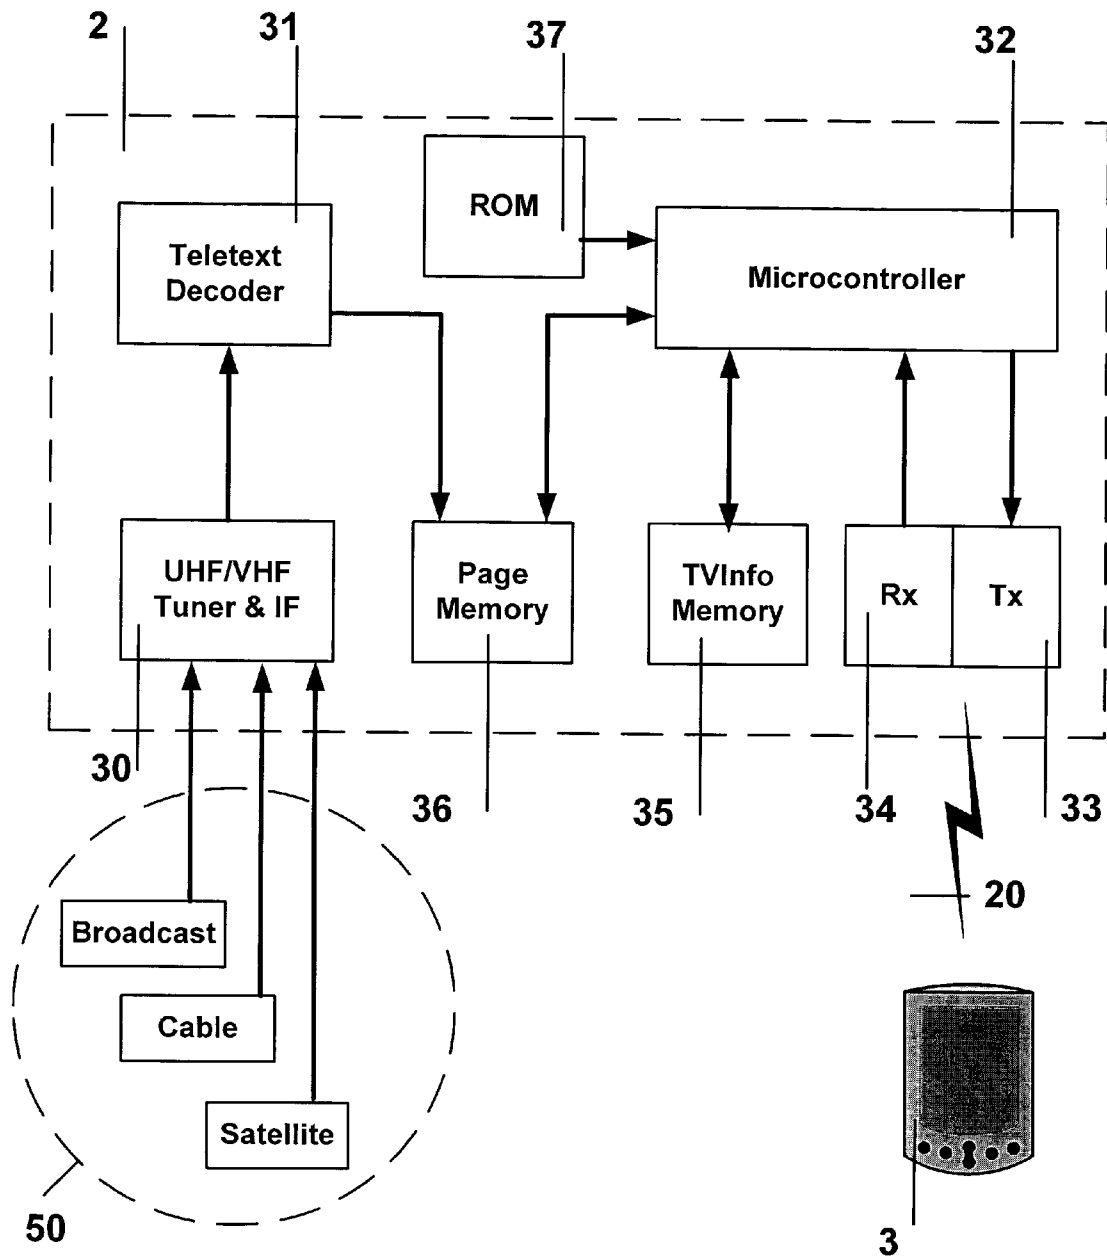 2
31
37
32
ROM
Teletext
Decoder
Microcontroller
UHF/VHF
Tuner & IF
Page
Memory
TVInfo
Memory
Rx
Tx
30
36
35
34
33
20
Broadcast
Cable
Satellite
50
3